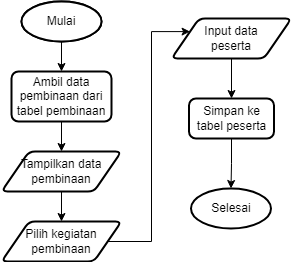 Mulai
Ambil data
pembinaan dari
tabel pembinaan
Tampilkan data
pembinaan
Pilih kegiatan
pembinaan
Input data
peserta
Simpan ke
tabel peserta
Selesai